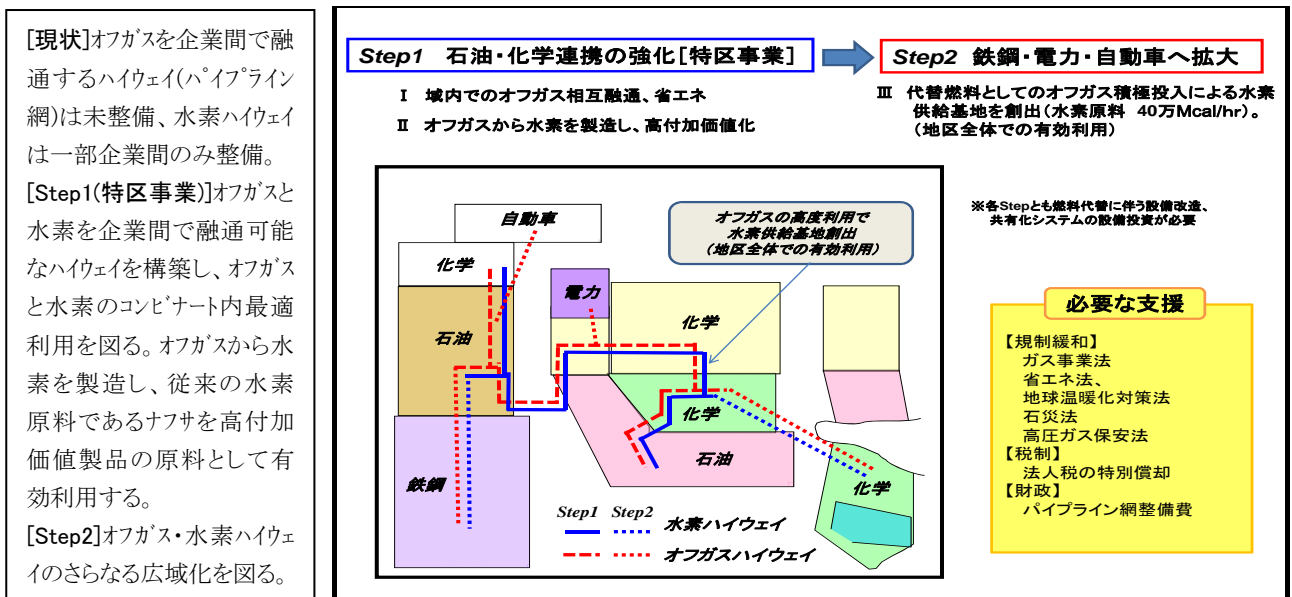 [現状]オフガスを企業間で融
通するハイウェイ(ﾊﾟｲﾌﾟﾗｲﾝ
網)は未整備、水素ﾊｲｳｪｲ
は一部企業間のみ整備。
[Step1(特区事業)]ｵﾌｶﾞｽと
水素を企業間で融通可能
なﾊｲｳｪｲを構築し、ｵﾌｶﾞｽ
と水素のｺﾝﾋﾞﾅｰﾄ内最適
利用を図る。ｵﾌｶﾞｽから水
素を製造し、従来の水素
原料であるﾅﾌｻを高付加
価値製品の原料として有
効利用する。
[Step2]ｵﾌｶﾞｽ・水素ﾊｲｳｪ
ｲのさらなる広域化を図る。
Step1 石油・化学連携の強化[特区事業]
Ⅰ 域内でのオフガス相互融通、省エネ
Ⅱ オフガスから水素を製造し、高付加価値化
Step2 鉄鋼・電力・自動車へ拡大
Ⅲ 代替燃料としてのオフガス積極投入による水素
供給基地を創出(水素原料 40万Mcal/hr)。
(地区全体での有効利用)
※各Stepとも燃料代替に伴う設備改造、
共有化システムの設備投資が必要
自動車
オフガスの高度利用で
水素供給基地創出
(地区全体での有効利用)
化学
電力
石油
化学
化学
石油
鉄鋼
化学
Step1 Step2
水素ハイウェイ
オフガスハイウェイ
必要な支援
【規制緩和】
ガス事業法
省エネ法、
地球温暖化対策法
石災法
高圧ガス保安法
【税制】
法人税の特別償却
【財政】
パイプライン網整備費